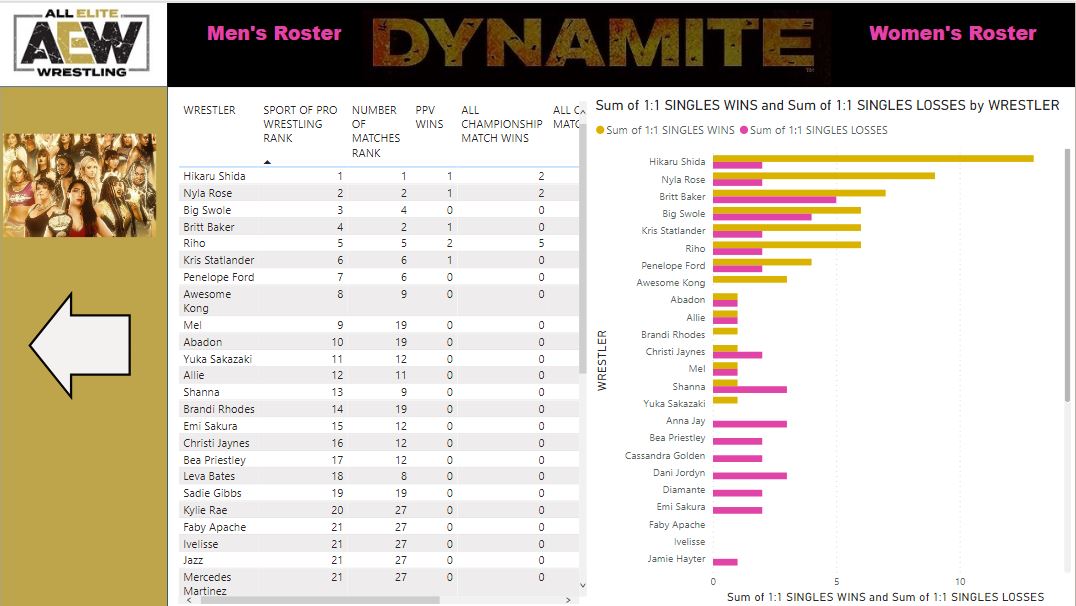 ALL ELITE
AEW
WRESTLING
Men's Roster
DYNAMITE
TM
Women's Roster
WRESTLER SPORT OF PRO WRESTLING RANK NUMBER OF MATCHES RANK PPV WINS ALL CHAMPIONSHIP MATCH WINS ALL C MATC
Hikaru Shida 1 1 1 2
Nyla Rose 2 2 1 2
Big Swole 3 4 0 0
Britt Baker 4 2 1 0
Riho 5 5 2 5
Kris Statlander 6 6 1 0
Penelope Ford 7 6 0 0
Awesome Kong 8 9 0 0
Mel 9 19 0 0
Abadon 10 19 0 0
Yuka Sakazaki 11 12 0 0
Allie 12 11 0 0
Shanna 13 9 0 0
Brandi Rhodes 14 19 0 0
Emi Sakura 15 12 0 0
Christi Jaynes 16 12 0 0
Bea Priestley 17 12 0 0
Leva Bates 18 8 0 0
Sadie Gibbs 19 19 0 0
Kylie Rae 20 27 0 0
Faby Apache 21 27 0 0
Ivelisse 21 27 0 0
Jazz 21 27 0 0
Mercedes Martinez 21 27 0 0
Sum of 1:1 SINGLES WINS and Sum of 1:1 SINGLES LOSSES by WRESTLER
Sum of 1:1 SINGLES WINS Sum of 1:1 SINGLES LOSSES
WRESTLER
Hikaru Shida
Nyla Rose
Britt Baker
Big Swole
Kris Statlander
Riho
Penelope Ford
Awesome Kong
Abadon
Allie
Brandi Rhodes
Christi Jaynes
Mel
Shanna
Yuka Sakazaki
Anna Jay
Bea Priestley
Cassandra Golden
Dani Jordyn
Diamante
Emi Sakura
Faby Apache
Ivelisse
Jamie Hayter
0 5 10
Sum of 1:1 SINGLES WINS and Sum of 1:1 SINGLES LOSSES